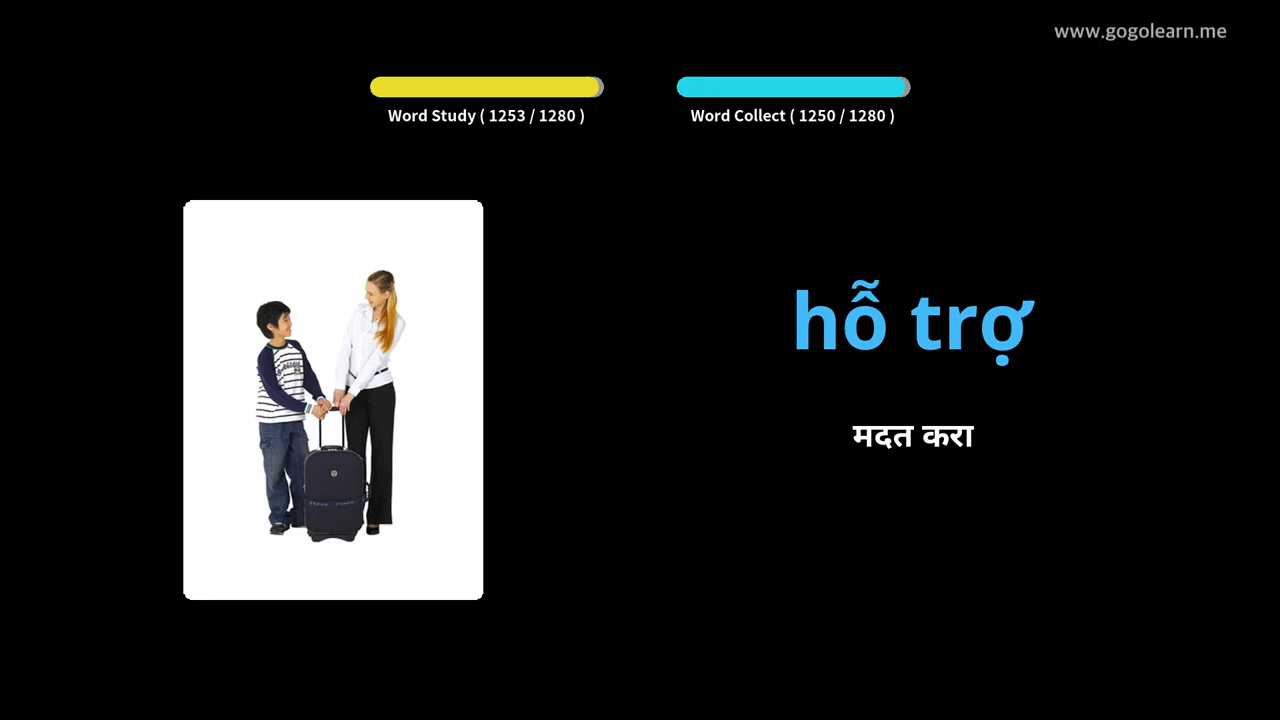 www.gogolearn.me
Word Study ( 1253 / 1280 )
Word Collect ( 1250 / 1280 )
hỗ trợ
मदत करा